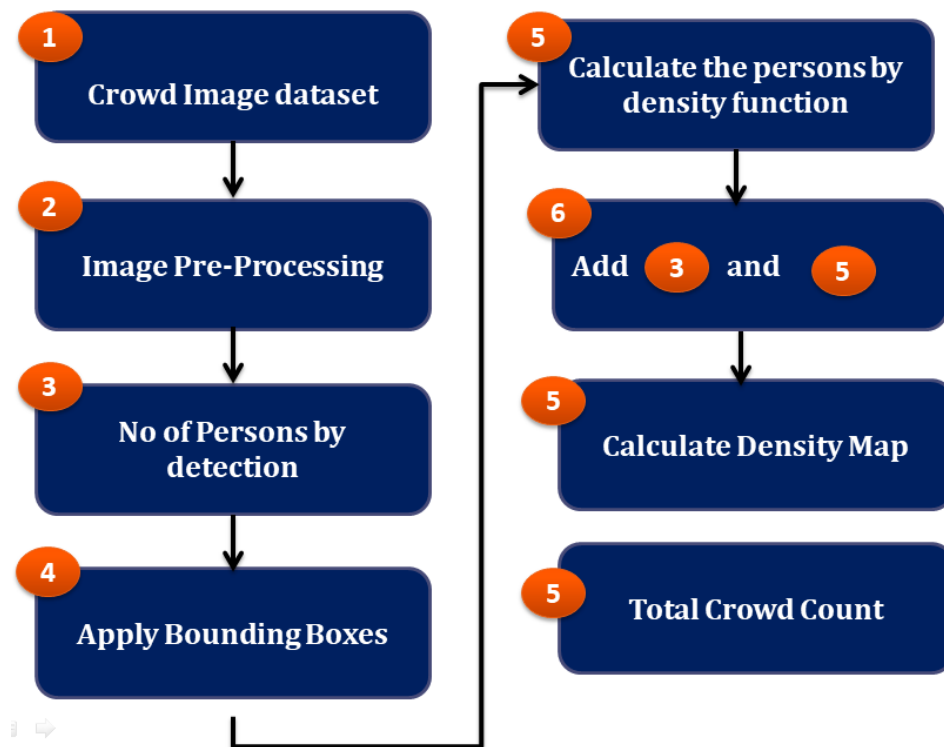 1
Crowd Image dataset
2
Image Pre-Processing
3
No of Persons by
detection
4
Apply Bounding Boxes
5
Calculate the persons by
density function
6
Add 3 and 5
5
Calculate Density Map
5
Total Crowd Count